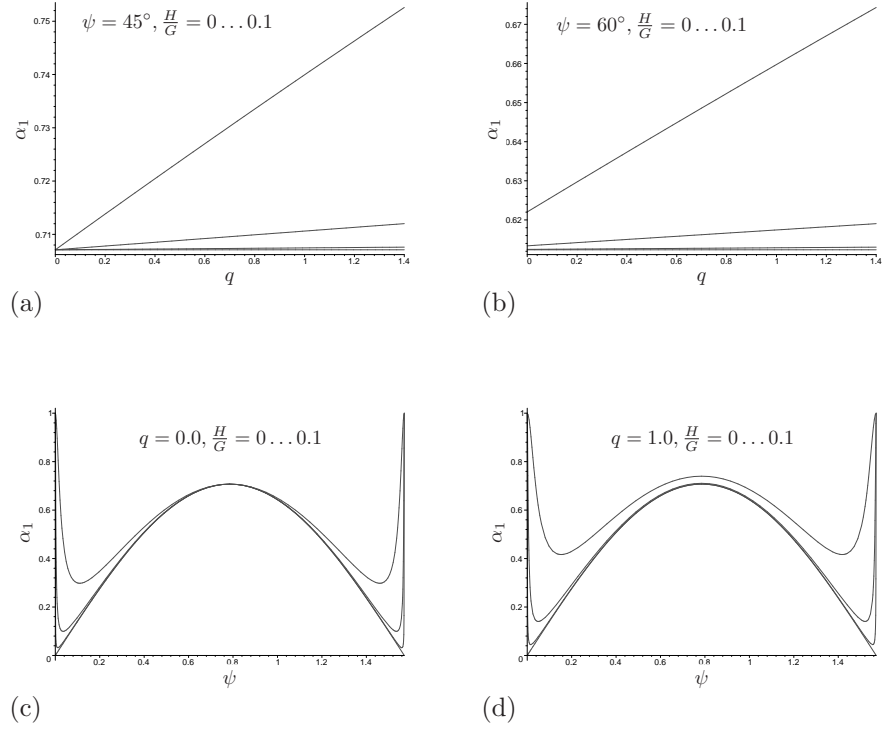 ψ = 45°, H/G = 0 . . . 0.1
0.75
0.74
0.73
0.72
0.71
α1
0 0.2 0.4 0.6 0.8 1 1.2 1.4
q
(a)
ψ = 60°, H/G = 0 . . . 0.1
0.67
0.66
0.65
0.64
0.63
0.62
α1
0 0.2 0.4 0.6 0.8 1 1.2 1.4
q
(b)
q = 0.0, H/G = 0 . . . 0.1
1
0.8
0.6
0.4
0.2
0
α1
0.2 0.4 0.6 0.8 1 1.2 1.4
ψ
(c)
q = 1.0, H/G = 0 . . . 0.1
1
0.8
0.6
0.4
0.2
0
α1
0.2 0.4 0.6 0.8 1 1.2 1.4
ψ
(d)